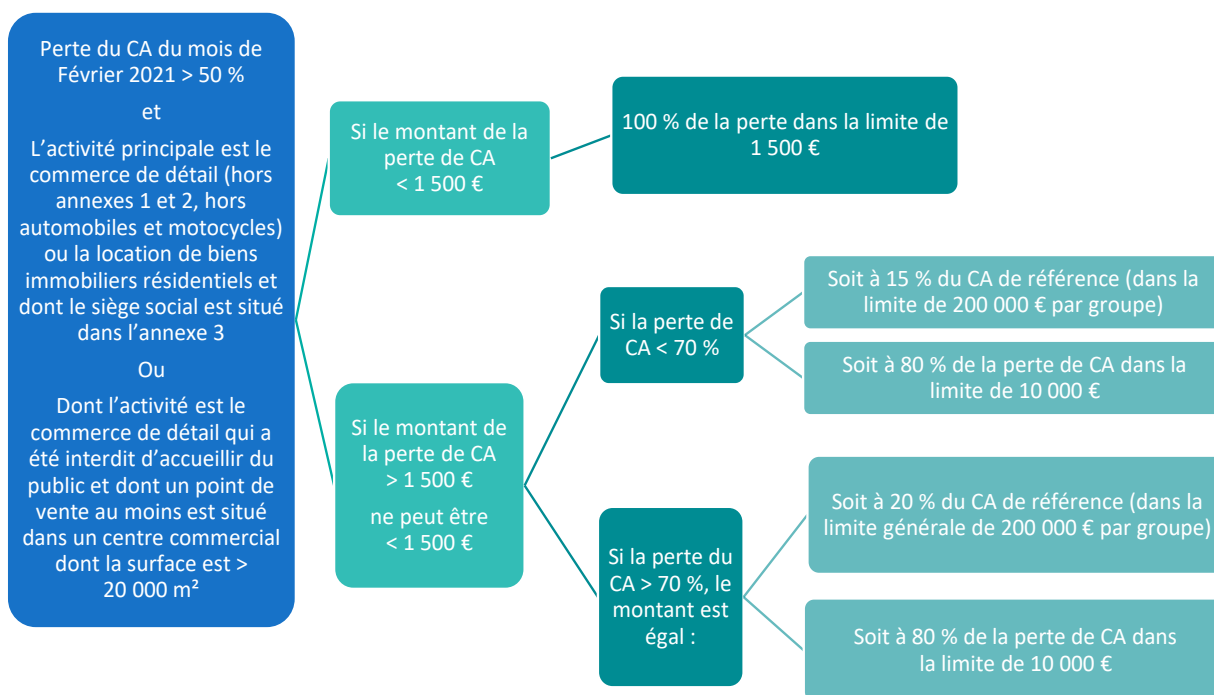 Perte du CA du mois de
Février 2021 > 50 %
et
L’activité principale est le
commerce de détail (hors
annexes 1 et 2, hors
automobiles et motocycles)
ou la location de biens
immobiliers résidentiels et
dont le siège social est situé
dans l’annexe 3
Ou
Dont l’activité est le
commerce de détail qui a
été interdit d’accueillir du
public et dont un point de
vente au moins est situé
dans un centre commercial
dont la surface est >
20 000 m²
Si le montant de la
perte de CA
< 1 500 €
100 % de la perte dans la limite de
1 500 €
Si le montant de
la perte de CA
> 1 500 €
ne peut être
< 1 500 €
Si la perte de
CA < 70 %
Soit à 15 % du CA de référence (dans la
limite de 200 000 € par groupe)
Soit à 80 % de la perte de CA dans la
limite de 10 000 €
Si la perte du
CA > 70 %, le
montant est
égal :
Soit à 20 % du CA de référence (dans la
limite générale de 200 000 € par groupe)
Soit à 80 % de la perte de CA dans
la limite de 10 000 €